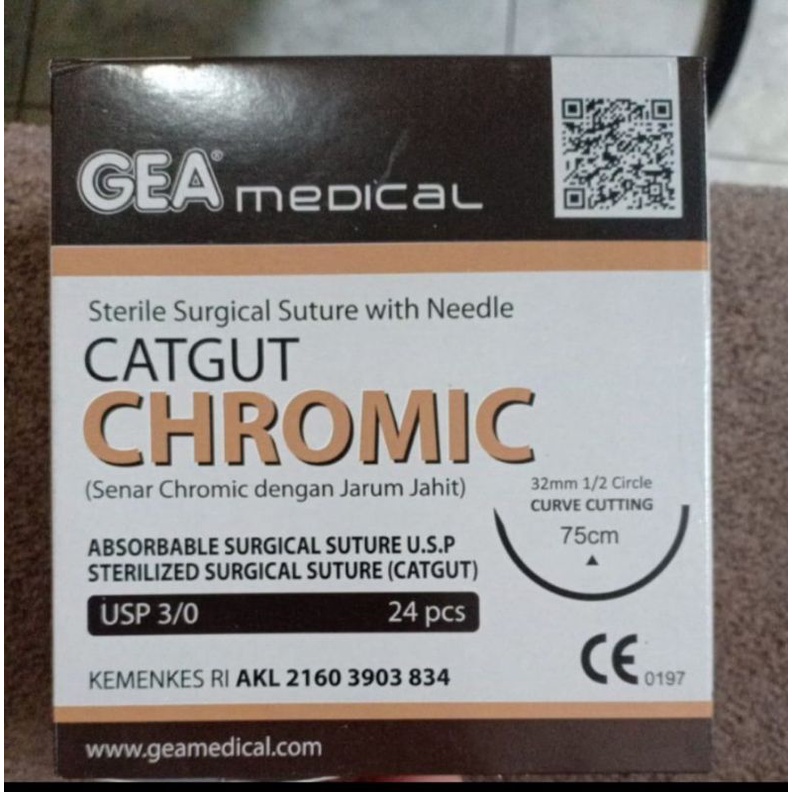 GEA® medical
Sterile Surgical Suture with Needle
CATGUT
CHROMIC
(Senar Chromic dengan Jarum Jahit)
32mm 1/2 Circle
CURVE CUTTING
75cm
ABSORBABLE SURGICAL SUTURE U.S.P
STERILIZED SURGICAL SUTURE (CATGUT)
USP 3/0 24 pcs
KEMENKES RI AKL 2160 3903 834
CE 0197
www.geamedical.com